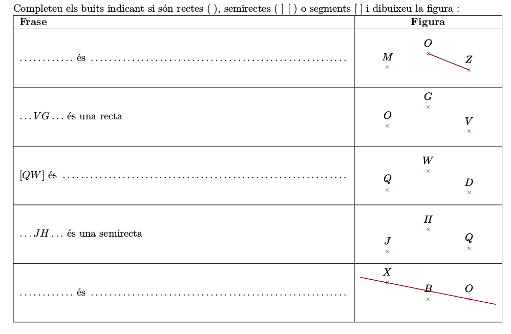 Completeu els buits indicant si són rectes ( ), semirectes ( ] [ ) o segments [ ] i dibuixeu la figura :
Frase Figura
............ és ........................................................
M O Z
...VG... és una recta
O G V
[QW] és ..............................................................
Q W D
...JH... és una semirecta
J H Q
............ és ........................................................
X B O